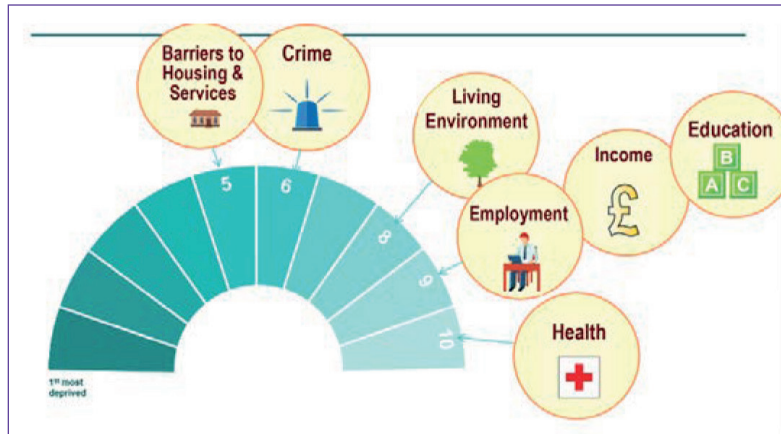 Barriers to
Housing &
Services
Crime
Living
Environment
Income
Education
B
A C
£
Employment
5
6
8
9
10
Health
1st most
deprived